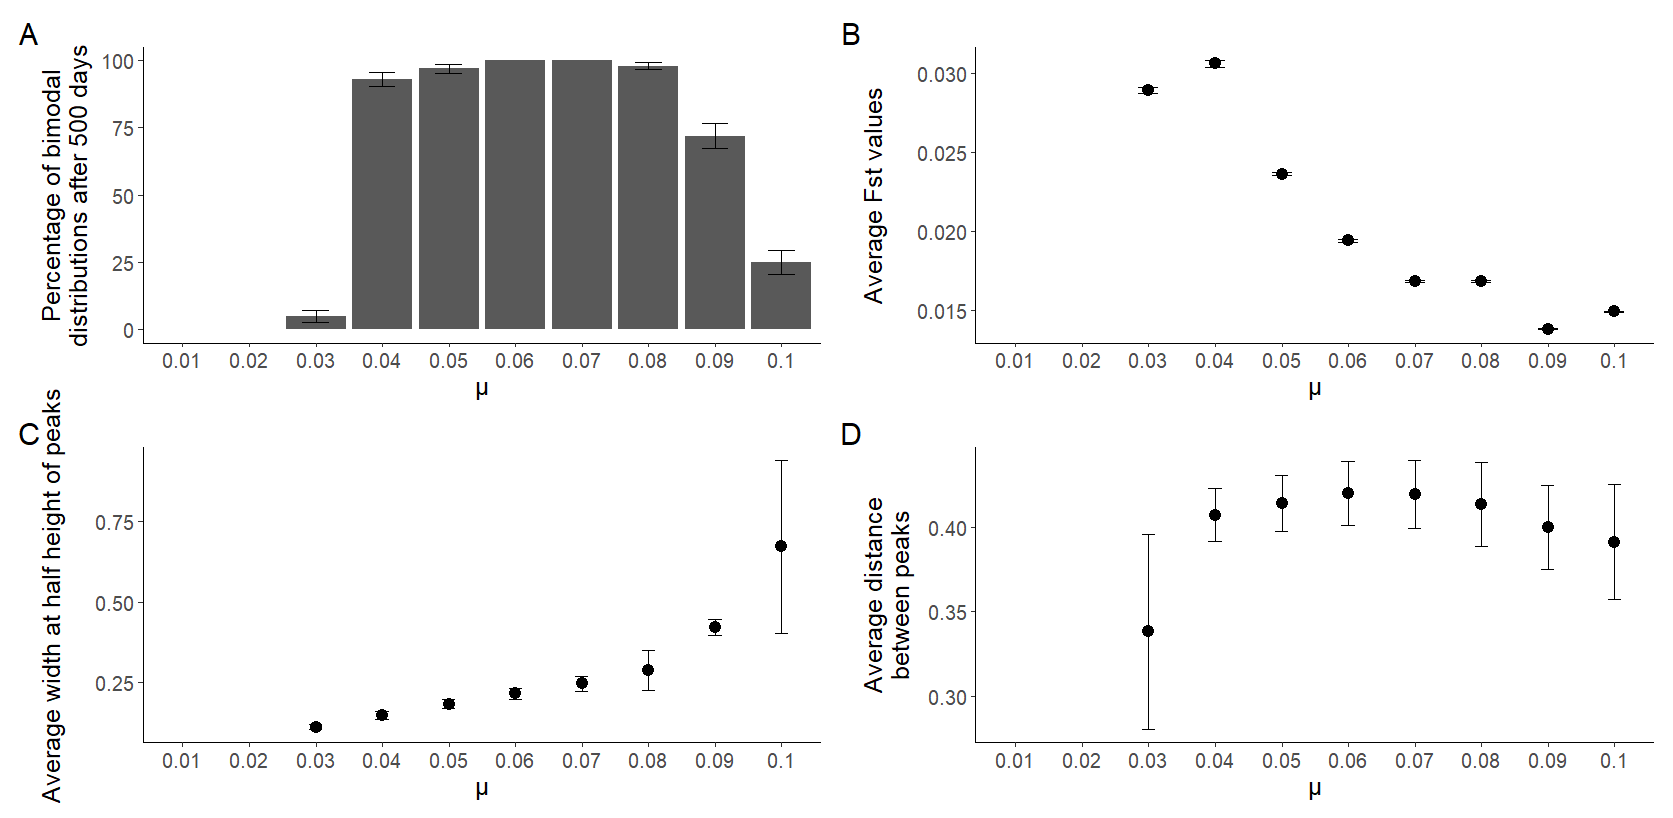 A
Percentage of bimodal
distributions after 500 days
100
75
50
25
0
0.01 0.02 0.03 0.04 0.05 0.06 0.07 0.08 0.09 0.1
μ
B
Average Fst values
0.030
0.025
0.020
0.015
0.01 0.02 0.03 0.04 0.05 0.06 0.07 0.08 0.09 0.1
μ
C
Average width at half height of peaks
0.75
0.50
0.25
0.01 0.02 0.03 0.04 0.05 0.06 0.07 0.08 0.09 0.1
μ
D
Average distance
between peaks
0.40
0.35
0.30
0.01 0.02 0.03 0.04 0.05 0.06 0.07 0.08 0.09 0.1
μ